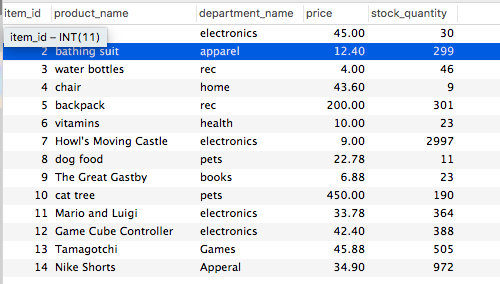 item_id product_name department_name price stock_quantity
electronics 45.00 30
item_id – INT(11)
2 bathing suit apparel 12.40 299
3 water bottles rec 4.00 46
4 chair home 43.60 9
5 backpack rec 200.00 301
6 vitamins health 10.00 23
7 Howl's Moving Castle electronics 9.00 2997
8 dog food pets 22.78 11
9 The Great Gastby books 6.88 23
10 cat tree pets 450.00 190
11 Mario and Luigi electronics 33.78 364
12 Game Cube Controller electronics 42.40 388
13 Tamagotchi Games 45.88 505
14 Nike Shorts Apperal 34.90 972